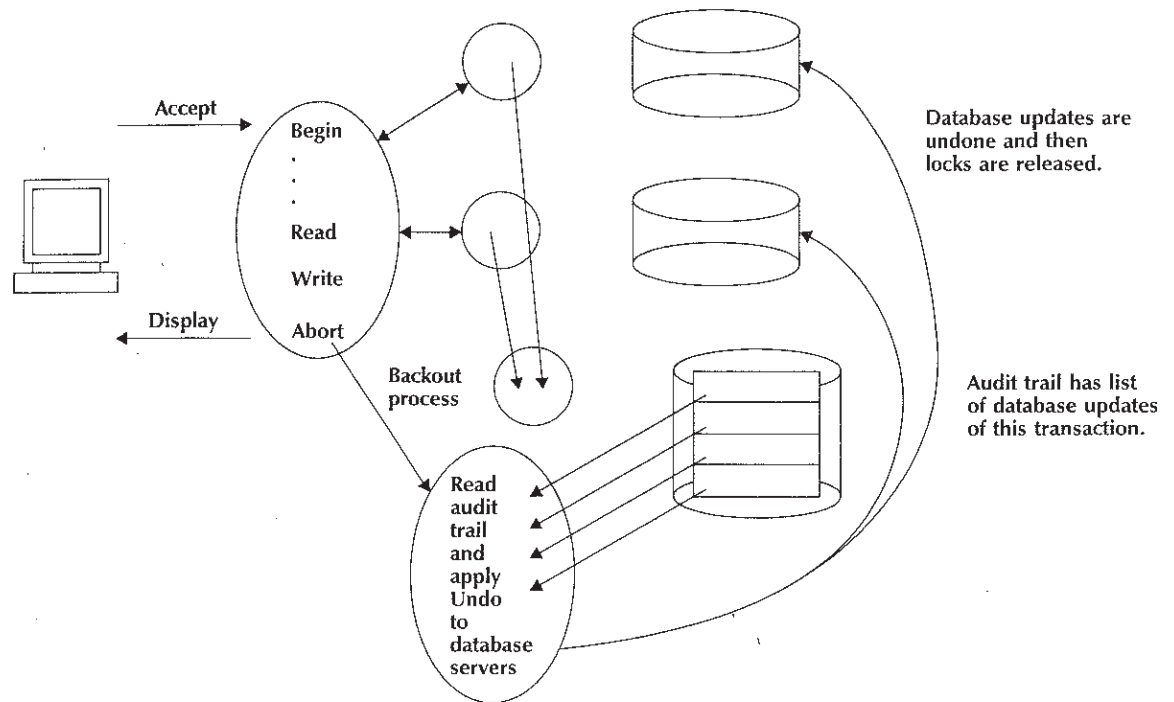 Accept
Begin
.
.
.
Read
Write
Abort
Display
Database updates are
undone and then
locks are released.
Backout
process
Audit trail has list
of database updates
of this transaction.
Read
audit
trail
and
apply
Undo
to
database
servers